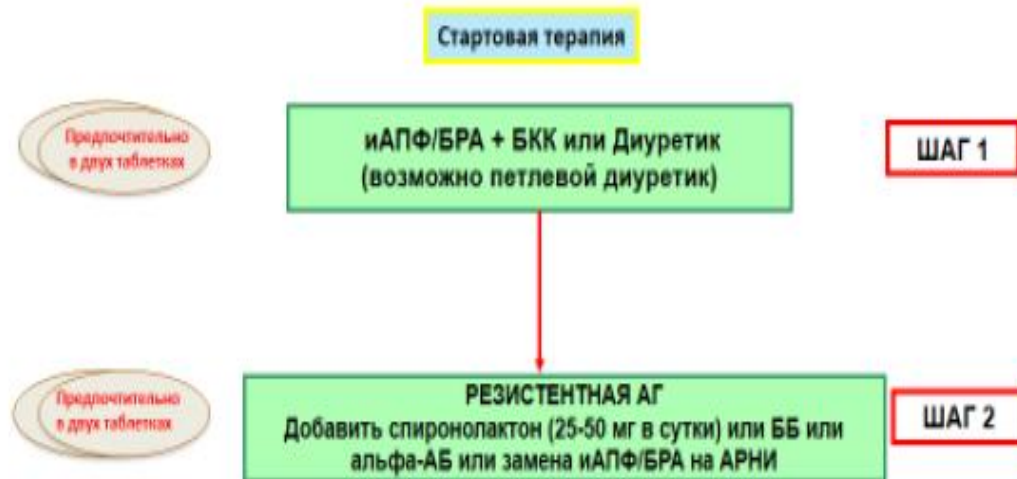 Стартовая терапия
Предпочтительно
в двух таблетках
иАПФ/БРА + БКК или Диуретик
(возможно петлевой диуретик)
ШАГ 1
Предпочтительно
в двух таблетках
РЕЗИСТЕНТНАЯ АГ
Добавить спиронолактон (25-50 мг в сутки) или ББ или
альфа-АБ или замена иАПФ/БРА на АРНИ
ШАГ 2